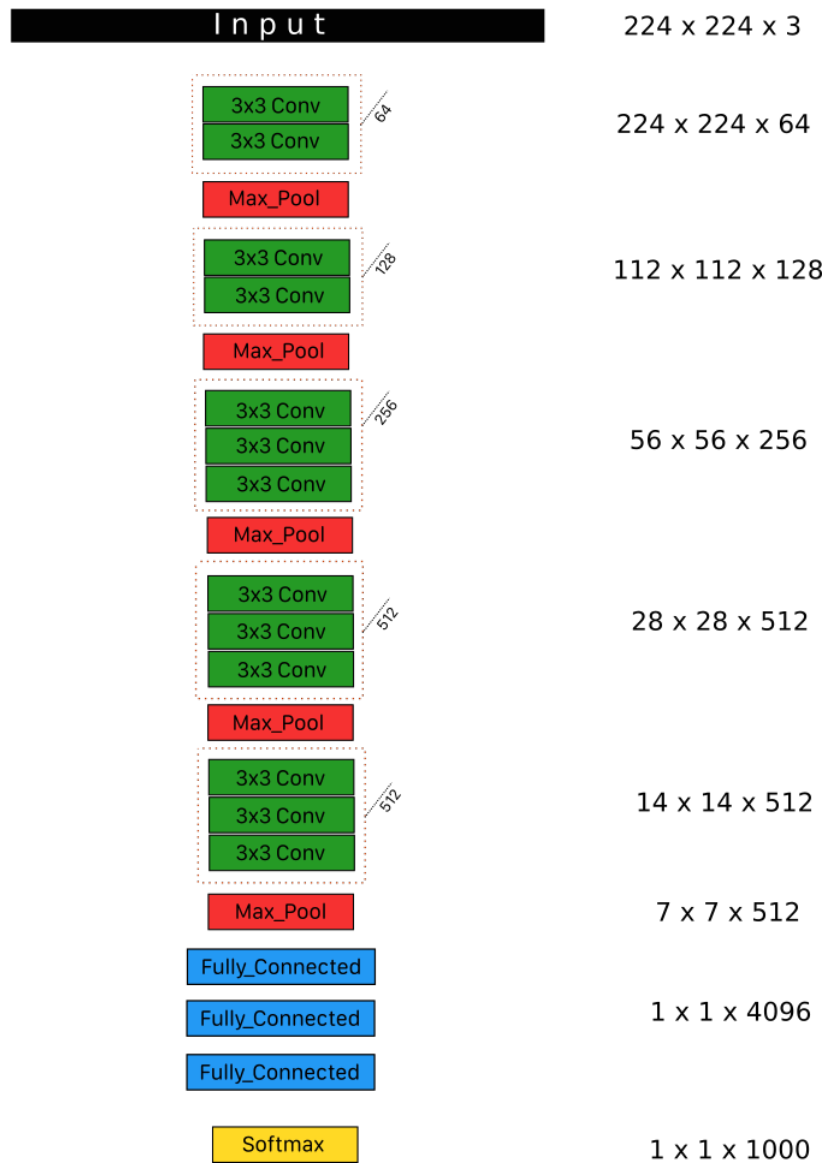 Input 224 x 224 x 3
3x3 Conv 64
3x3 Conv
224 x 224 x 64
Max_Pool
3x3 Conv 128
3x3 Conv
112 x 112 x 128
Max_Pool
3x3 Conv 256
3x3 Conv
56 x 56 x 256
3x3 Conv
Max_Pool
3x3 Conv 512
3x3 Conv
28 x 28 x 512
3x3 Conv
Max_Pool
3x3 Conv 512
3x3 Conv
14 x 14 x 512
3x3 Conv
Max_Pool 7 x 7 x 512
Fully_Connected
Fully_Connected 1 x 1 x 4096
Fully_Connected
Softmax 1 x 1 x 1000